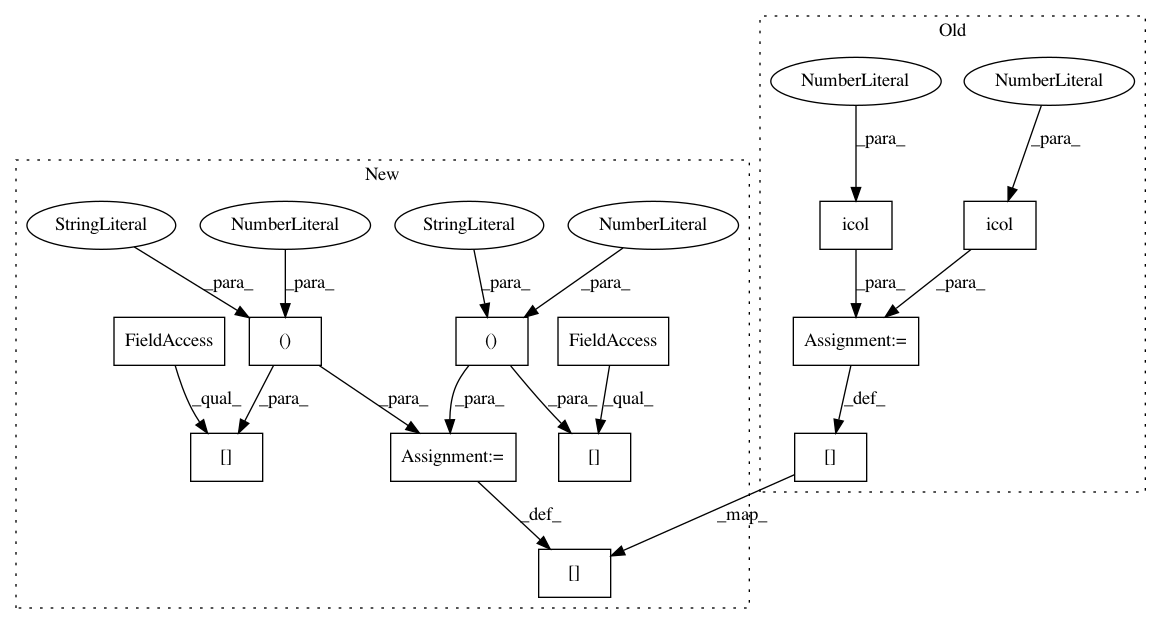 Old
NumberLiteral NumberLiteral
_para_ _para_
New
StringLiteral NumberLiteral StringLiteral NumberLiteral icol icol
_para_ _para_ _para_ _para_ _para_ _para_
FieldAccess () () FieldAccess Assignment:=
_qual_ _para_ _para_ _para_ _para_ _qual_ _def_
[] Assignment:= [] []
_def_ _map_
[]